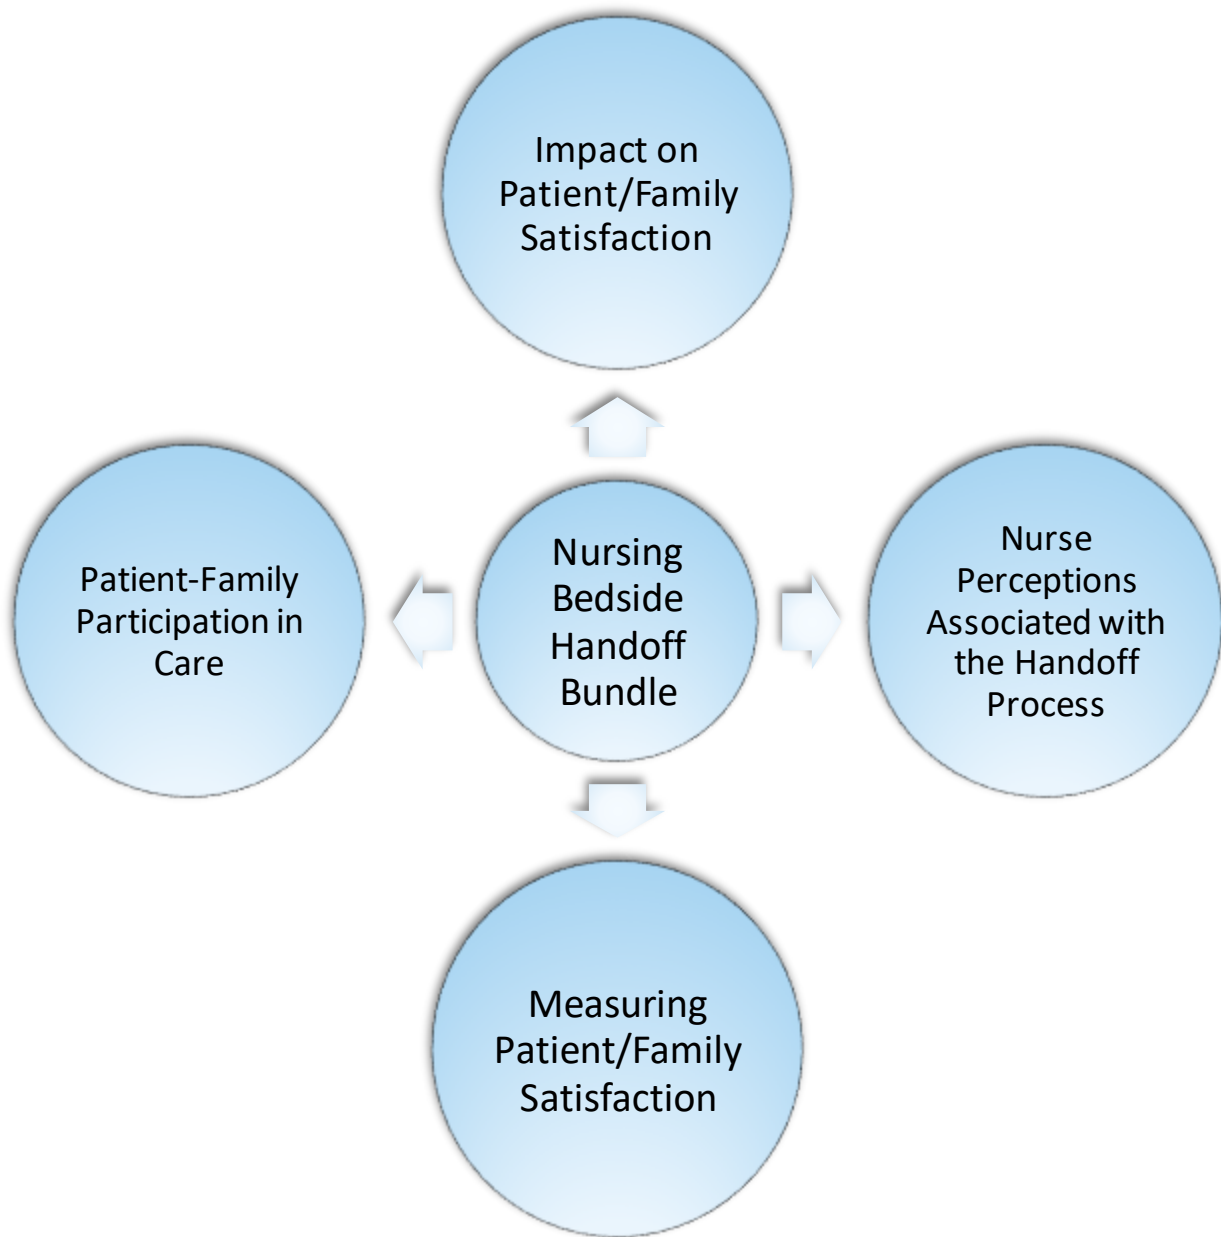 Impact on
Patient/Family
Satisfaction
Patient-Family
Participation in
Care
Nursing
Bedside
Handoff
Bundle
Nurse
Perceptions
Associated with
the Handoff
Process
Measuring
Patient/Family
Satisfaction